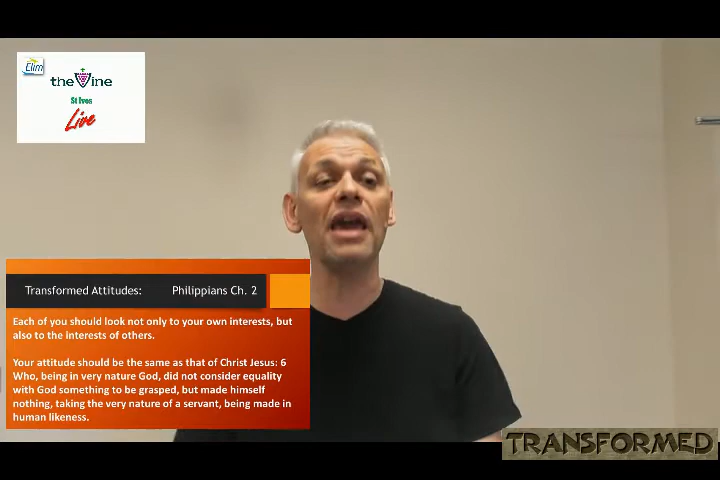 Elim
the Vine
St Ives
Live
Transformed Attitudes: Philippians Ch. 2
Each of you should look not only to your own interests, but
also to the interests of others.
Your attitude should be the same as that of Christ Jesus: 6
Who, being in very nature God, did not consider equality
with God something to be grasped, but made himself
nothing, taking the very nature of a servant, being made in
human likeness.
TRANSFORMED